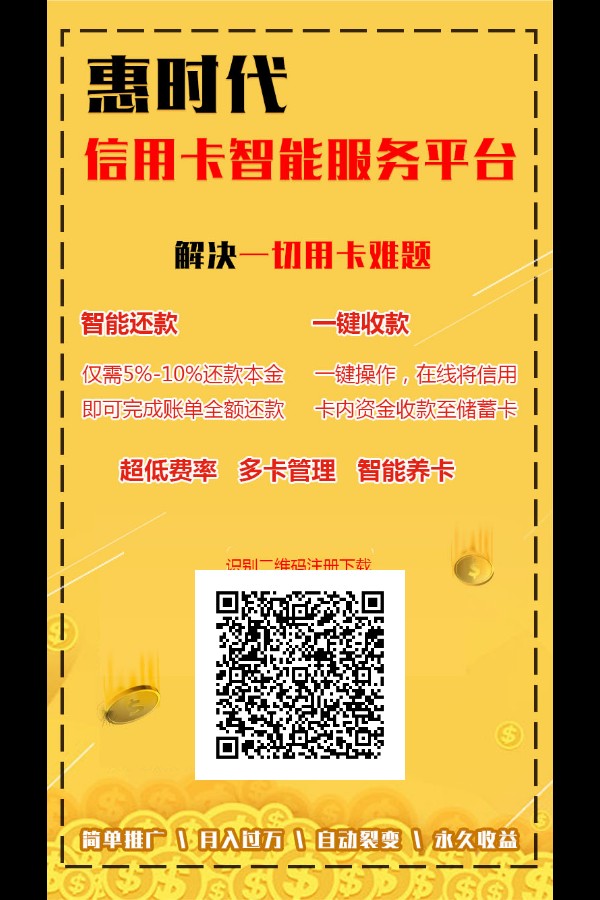 惠时代
信用卡智能服务平台
解决一切用卡难题
智能还款 一键收款
仅需5%-10%还款本金 一键操作，在线将信用
即可完成账单全额还款 卡内资金收款至储蓄卡
超低费率 多卡管理 智能养卡
识别二维码注册下载
简单推广 \ 月入过万 \ 自动裂变 \ 永久收益